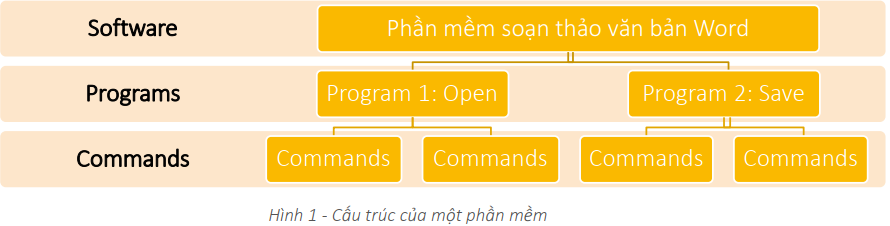 Software
Phần mềm soạn thảo văn bản Word
Programs
Program 1: Open
Program 2: Save
Commands
Commands
Commands
Commands
Commands
Hình 1 - Cấu trúc của một phần mềm